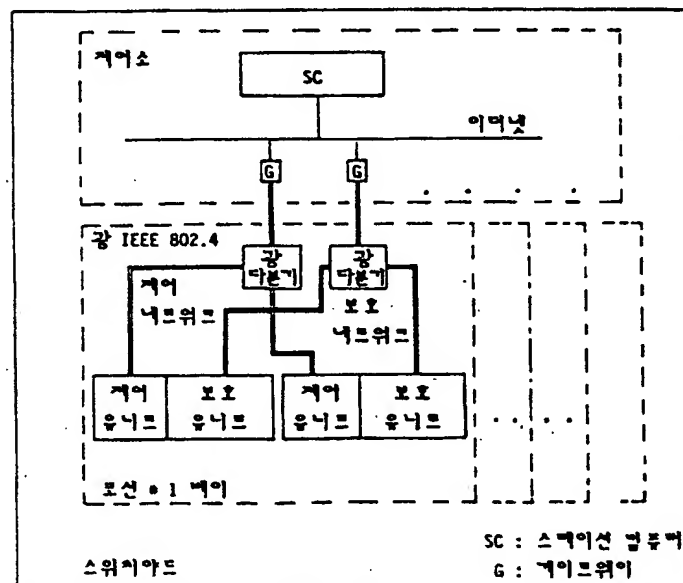 제어소
SC
이더넷
G
G
광 IEEE 802.4
광
다분기
광
다분기
제어
네트워크
보호
네트워크
제어
유니트
보호
유니트
제어
유니트
보호
유니트
모선 # 1 베이
스위치야드
SC : 스테이션 컴퓨터
G : 게이트웨이